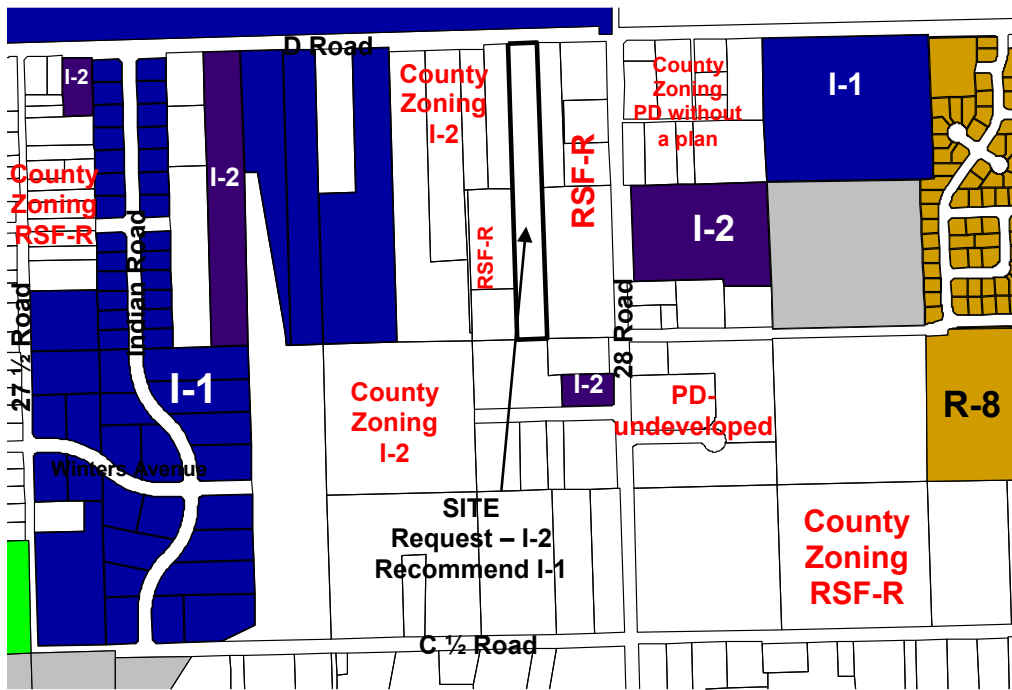 D Road
I-2
County
Zoning
I-2
County
Zoning
PD without
a plan
I-1
County
Zoning
RSF-R
I-2
RSF-R
RSF-R
I-2
Indian Road
27 ½ Road
28 Road
I-1
County
Zoning
I-2
I-2
PD-
undeveloped
R-8
Winters Avenue
SITE
Request – I-2
Recommend I-1
County
Zoning
RSF-R
C ½ Road